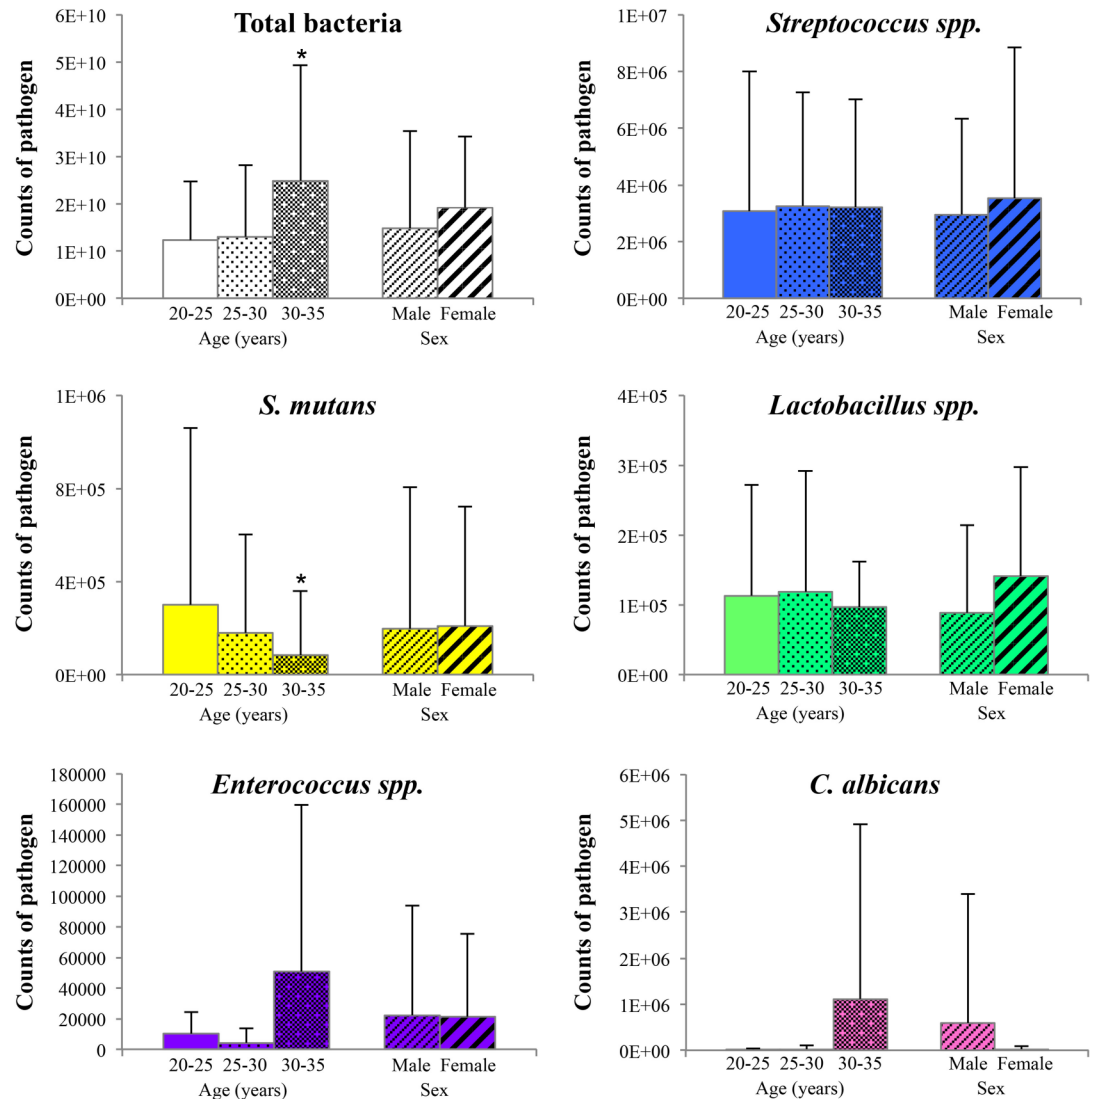 Total bacteria
Counts of pathogen
6E+10
5E+10
4E+10
3E+10
2E+10
1E+10
0E+00
*
20-25 25-30 30-35 Male Female
Age (years) Sex
Streptococcus spp.
Counts of pathogen
1E+07
8E+06
6E+06
4E+06
2E+06
0E+00
20-25 25-30 30-35 Male Female
Age (years) Sex
S. mutans
Counts of pathogen
1E+06
8E+05
4E+05
0E+00
*
20-25 25-30 30-35 Male Female
Age (years) Sex
Lactobacillus spp.
Counts of pathogen
4E+05
3E+05
2E+05
1E+05
0E+00
20-25 25-30 30-35 Male Female
Age (years) Sex
Enterococcus spp.
Counts of pathogen
180000
160000
140000
120000
100000
80000
60000
40000
20000
0
20-25 25-30 30-35 Male Female
Age (years) Sex
C. albicans
Counts of pathogen
6E+06
5E+06
4E+06
3E+06
2E+06
1E+06
0E+00
20-25 25-30 30-35 Male Female
Age (years) Sex